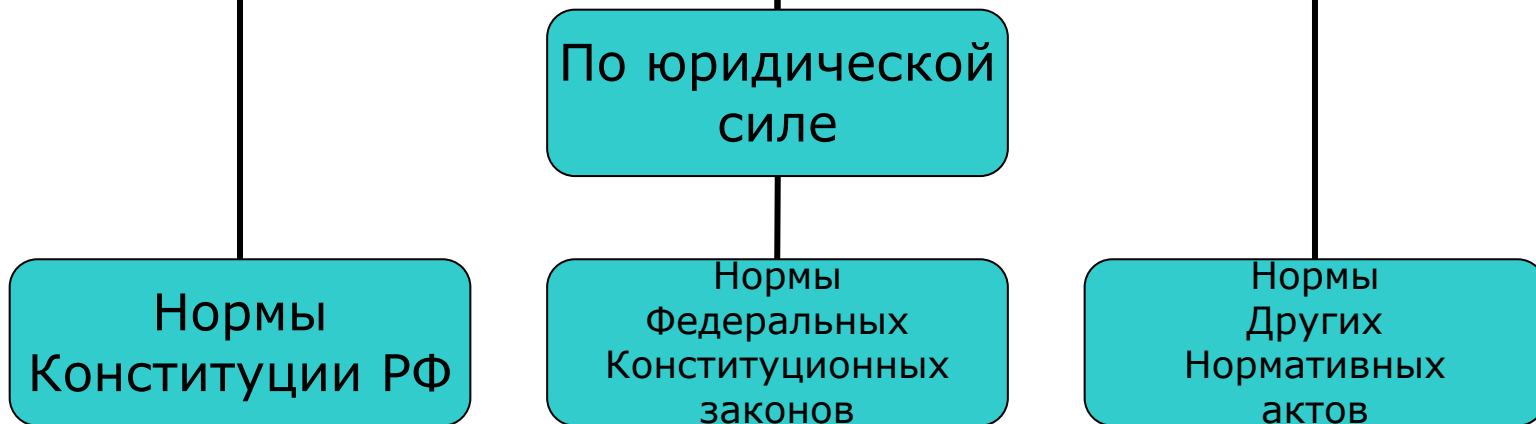 По юридической
силе
Нормы
Конституции РФ
Нормы
Федеральных
Конституционных
законов
Нормы
Других
Нормативных
актов